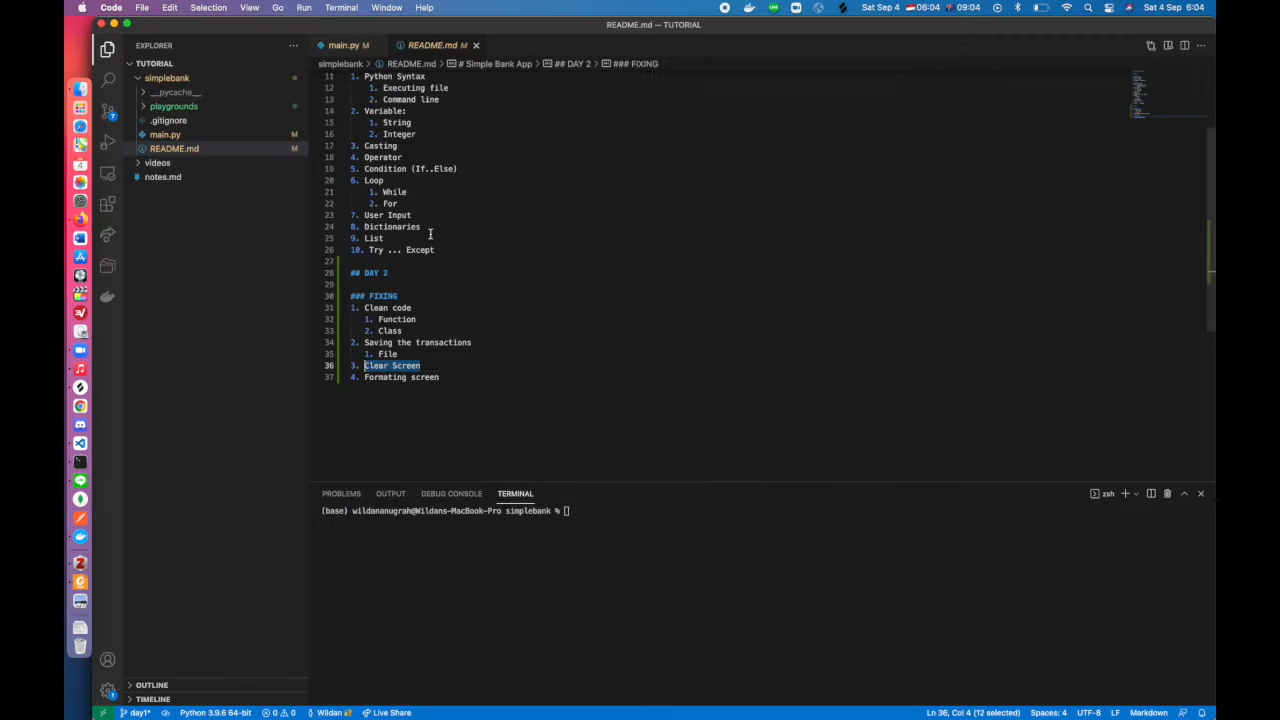 Code File Edit Selection View Go Run Terminal Window Help
Sat Sep 4 06:04 09:04 Sat 4 Sep 6:04
README.md — TUTORIAL
EXPLORER
TUTORIAL
simplebank
__pycache__
playgrounds
.gitignore
main.py M
README.md M
videos
notes.md
OUTLINE
TIMELINE
main.py M README.md M
simplebank > README.md > # Simple Bank App > ## DAY 2 > ### FIXING
11 1. Python Syntax
12 1. Executing file
13 2. Command line
14 2. Variable:
15 1. String
16 2. Integer
17 3. Casting
18 4. Operator
19 5. Condition (If..Else)
20 6. Loop
21 1. While
22 2. For
23 7. User Input
24 8. Dictionaries
25 9. List
26 10. Try ... Except
27
28 ## DAY 2
29
30 ### FIXING
31 1. Clean code
32 1. Function
33 2. Class
34 2. Saving the transactions
35 1. File
36 3. Clear Screen
37 4. Formating screen
PROBLEMS OUTPUT DEBUG CONSOLE TERMINAL
zsh
(base) wildananugrah@Wildans-MacBook-Pro simplebank %
day1* Python 3.9.6 64-bit 0 0 Wildan Live Share
Ln 36, Col 4 (12 selected) Spaces: 4 UTF-8 LF Markdown